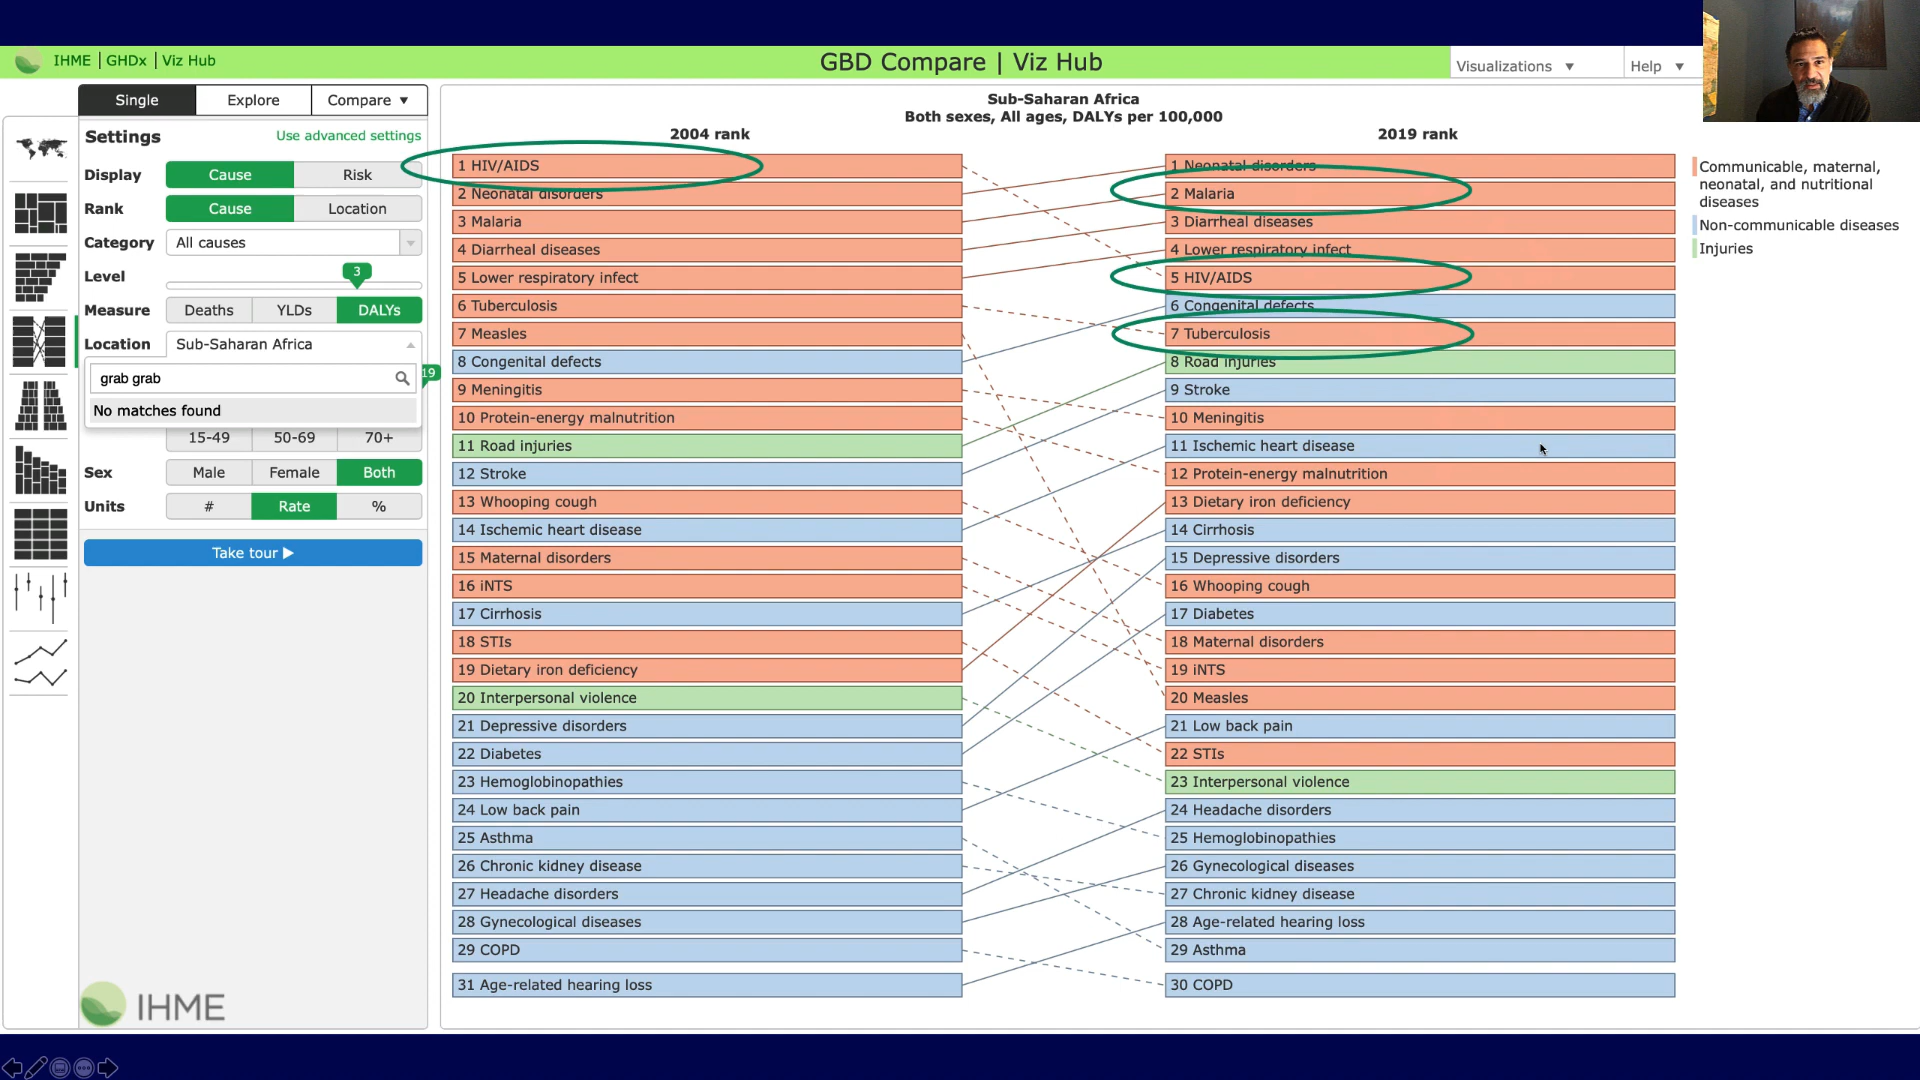 IHME | GHDx | Viz Hub
GBD Compare | Viz Hub
Visualizations ▼
Help ▼
Single
Explore
Compare ▼
Settings
Use advanced settings
Display
Cause
Risk
Rank
Cause
Location
Category
All causes
Level
3
Measure
Deaths
YLDs
DALYs
Location
Sub-Saharan Africa
grab grab
19
No matches found
15-49
50-69
70+
Sex
Male
Female
Both
Units
#
Rate
%
Take tour ▶
IHME
Sub-Saharan Africa
Both sexes, All ages, DALYs per 100,000
2004 rank
1 HIV/AIDS
2 Neonatal disorders
3 Malaria
4 Diarrheal diseases
5 Lower respiratory infect
6 Tuberculosis
7 Measles
8 Congenital defects
9 Meningitis
10 Protein-energy malnutrition
11 Road injuries
12 Stroke
13 Whooping cough
14 Ischemic heart disease
15 Maternal disorders
16 iNTS
17 Cirrhosis
18 STIs
19 Dietary iron deficiency
20 Interpersonal violence
21 Depressive disorders
22 Diabetes
23 Hemoglobinopathies
24 Low back pain
25 Asthma
26 Chronic kidney disease
27 Headache disorders
28 Gynecological diseases
29 COPD
31 Age-related hearing loss
2019 rank
1 Neonatal disorders
2 Malaria
3 Diarrheal diseases
4 Lower respiratory infect
5 HIV/AIDS
6 Congenital defects
7 Tuberculosis
8 Road injuries
9 Stroke
10 Meningitis
11 Ischemic heart disease
12 Protein-energy malnutrition
13 Dietary iron deficiency
14 Cirrhosis
15 Depressive disorders
16 Whooping cough
17 Diabetes
18 Maternal disorders
19 iNTS
20 Measles
21 Low back pain
22 STIs
23 Interpersonal violence
24 Headache disorders
25 Hemoglobinopathies
26 Gynecological diseases
27 Chronic kidney disease
28 Age-related hearing loss
29 Asthma
30 COPD
Communicable, maternal,
neonatal, and nutritional
diseases
Non-communicable diseases
Injuries